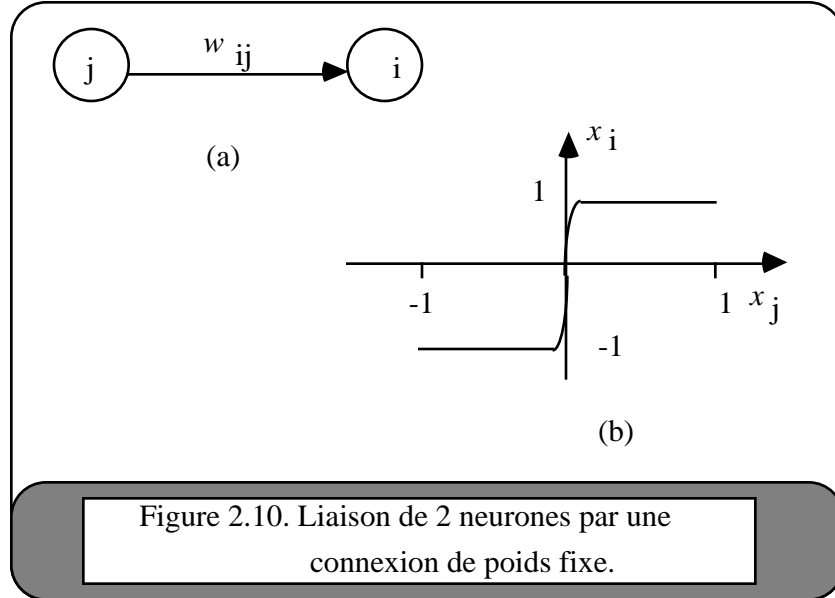 j
w ij
i
(a)
x i
1
-1
1
x j
-1
(b)
Figure 2.10. Liaison de 2 neurones par une
connexion de poids fixe.